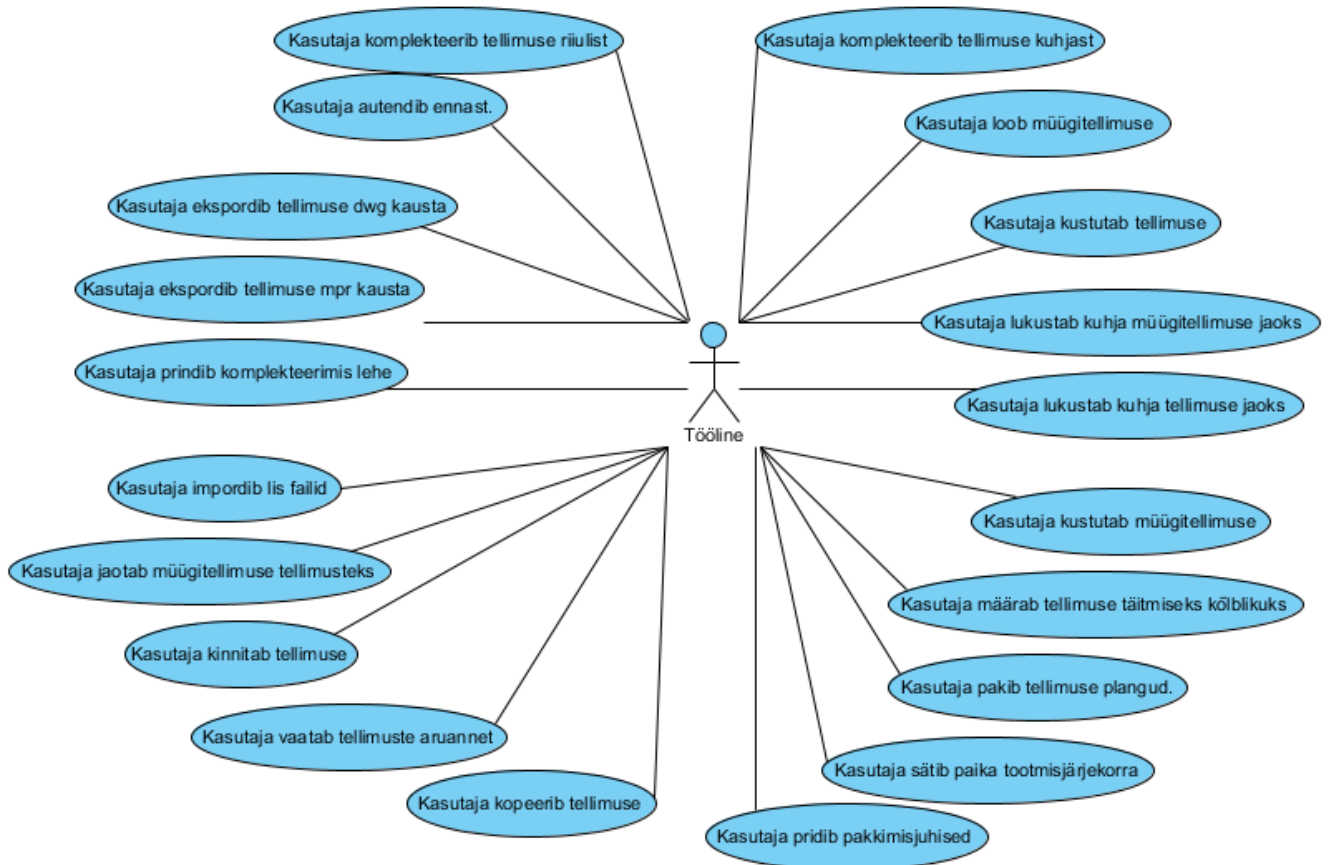 Kasutaja komplekteerib tellimuse riiulist
Kasutaja komplekteerib tellimuse kuhjast
Kasutaja autendib ennast.
Kasutaja loob müügitellimuse
Kasutaja ekspordib tellimuse dwg kausta
Kasutaja kustutab tellimuse
Kasutaja ekspordib tellimuse mpr kausta
Kasutaja lukustab kuhja müügitellimuse jaoks
Kasutaja prindib komplekteerimis lehe
Kasutaja lukustab kuhja tellimuse jaoks
Tööline
Kasutaja impordib lis failid
Kasutaja kustutab müügitellimuse
Kasutaja jaotab müügitellimuse tellimusteks
Kasutaja määrab tellimuse täitmiseks kõlblikuks
Kasutaja kinnitab tellimuse
Kasutaja pakib tellimuse plangud.
Kasutaja vaatab tellimuste aruannet
Kasutaja sätib paika tootmisjärjekorra
Kasutaja kopeerib tellimuse
Kasutaja pridib pakkimisjuhised